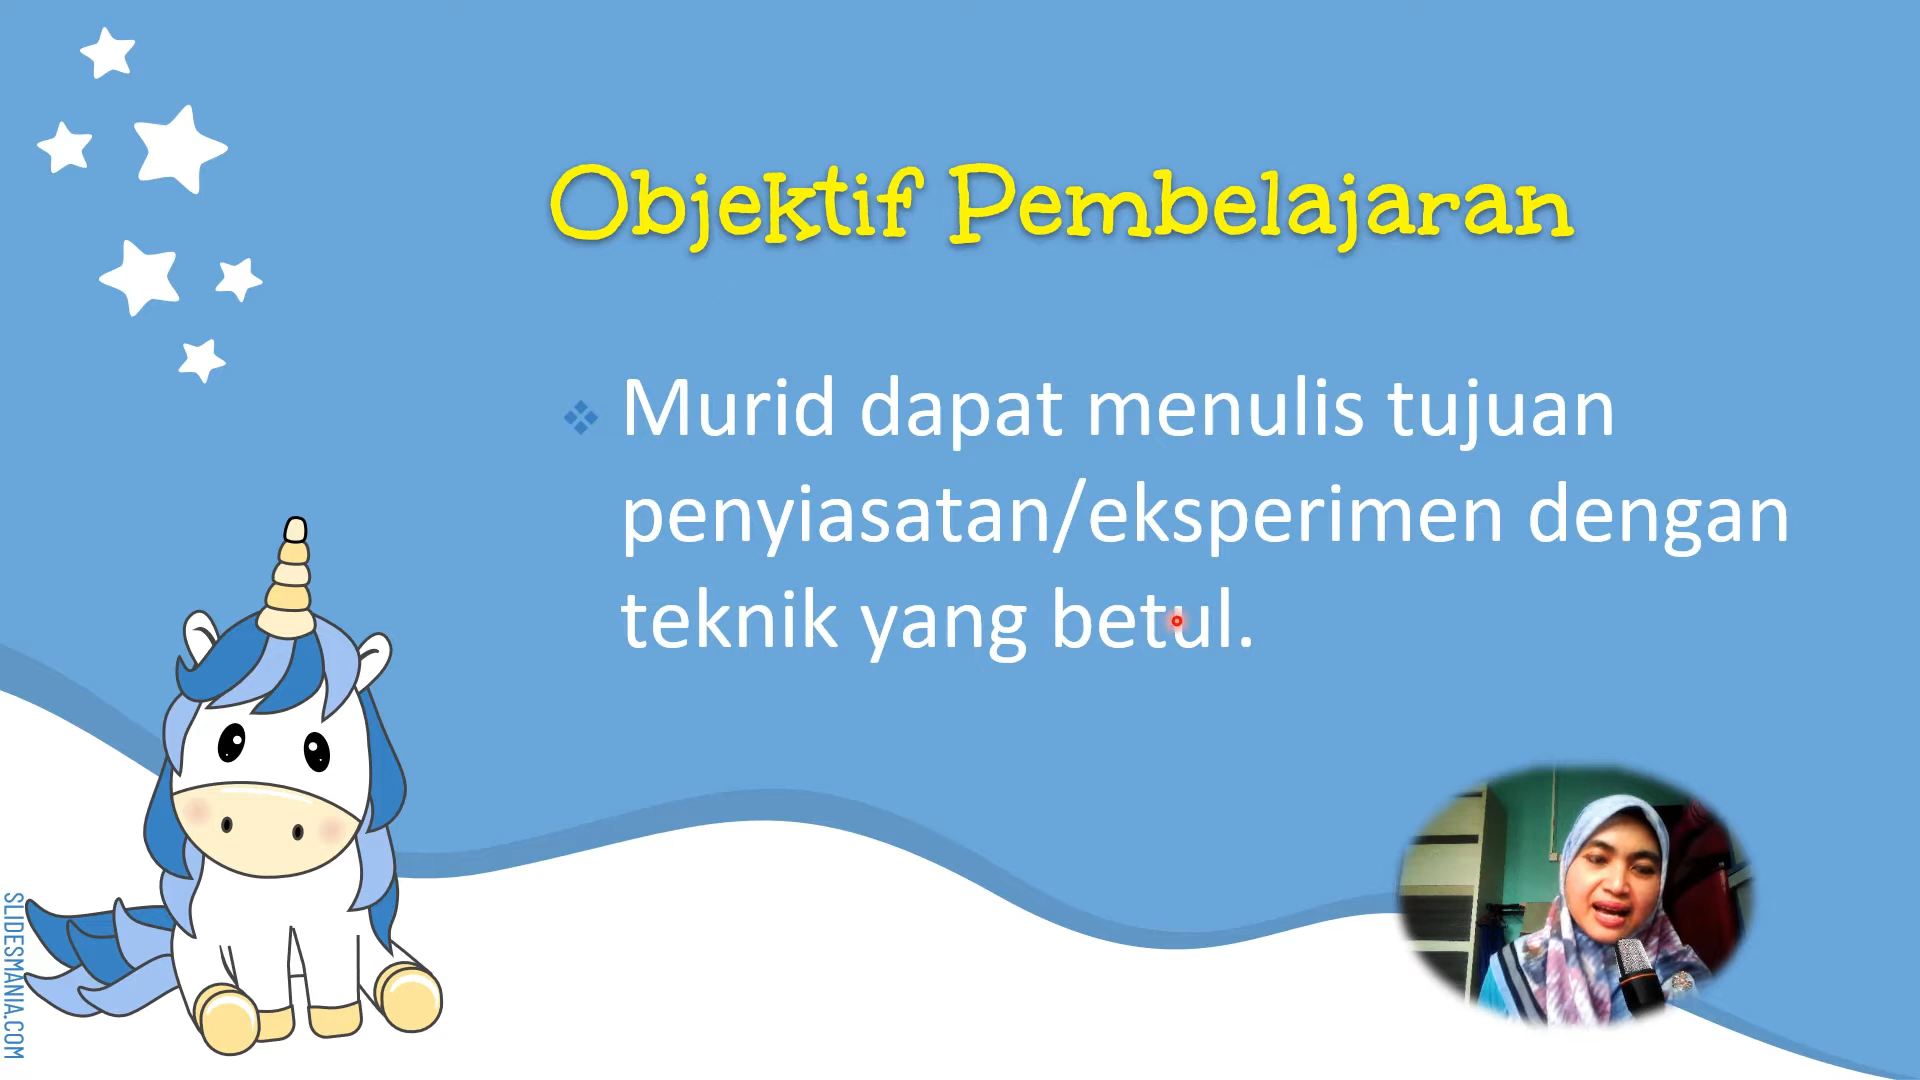 Objektif Pembelajaran
Murid dapat menulis tujuan
penyiasatan/eksperimen dengan
teknik yang betul.
SLIDESMANIA.COM